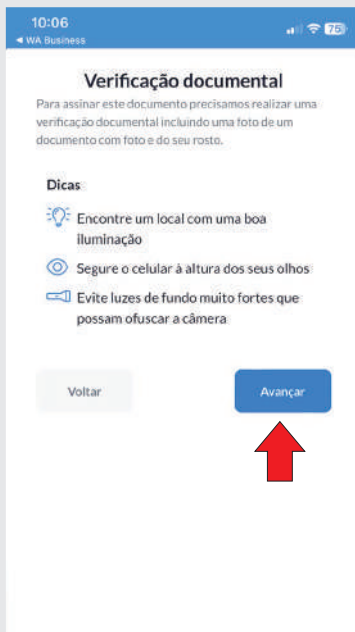 10:06
75
◀ WA Business
Verificação documental
Para assinar este documento precisamos realizar uma
verificação documental incluindo uma foto de um
documento com foto e do seu rosto.
Dicas
Encontre um local com uma boa
iluminação
Segure o celular à altura dos seus olhos
Evite luzes de fundo muito fortes que
possam ofuscar a câmera
Voltar
Avançar